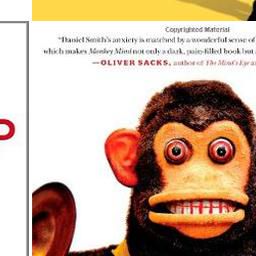 Copyrighted Material
"Daniel Smith's anxiety is matched by a wonderful sense of
which makes Monkey Mind not only a dark, pain-filled book but
—OLIVER SACKS, author of The Mind's Eye an
P